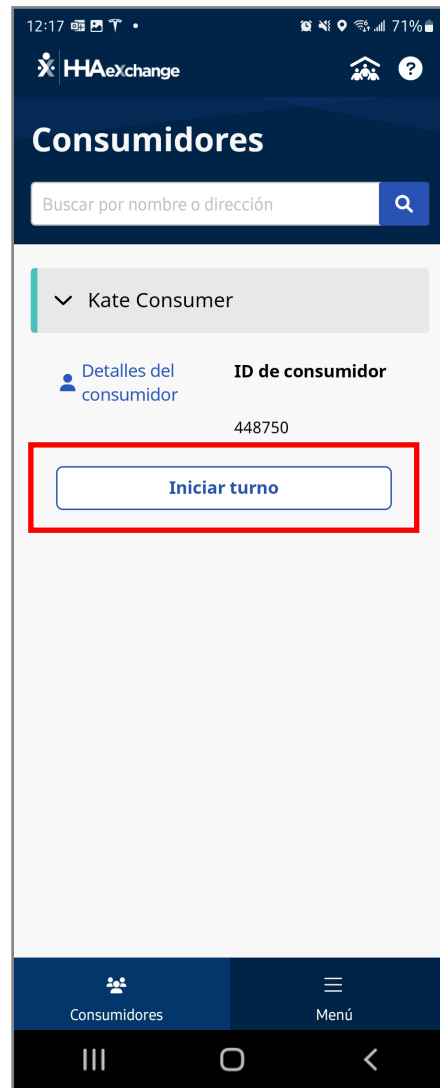 12:17
71%
HHAeXchange
?
Consumidores
Buscar por nombre o dirección
Kate Consumer
Detalles del
consumidor
ID de consumidor
448750
Iniciar turno
Consumidores
Menú